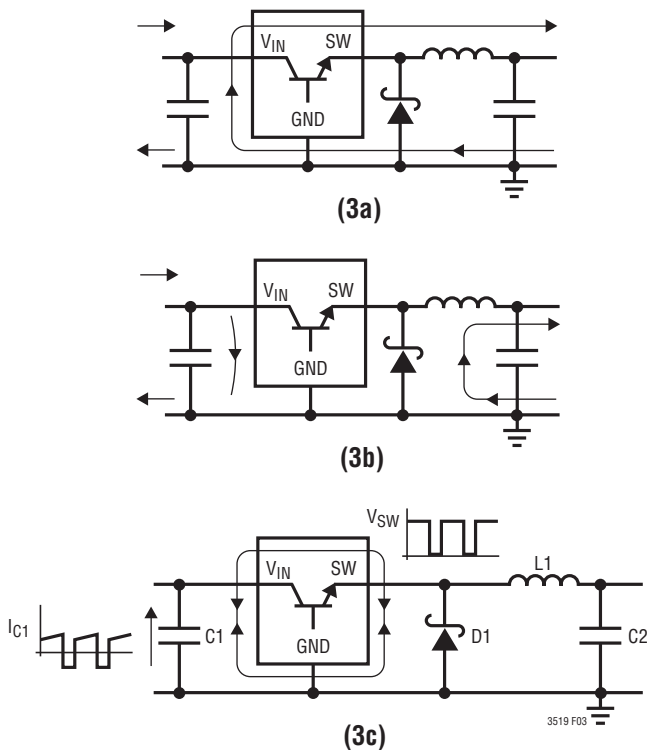 VIN SW
GND
(3a)
VIN SW
GND
(3b)
VSW
L1
VIN SW
IC1
C1
D1
C2
GND
3519 F03
(3c)